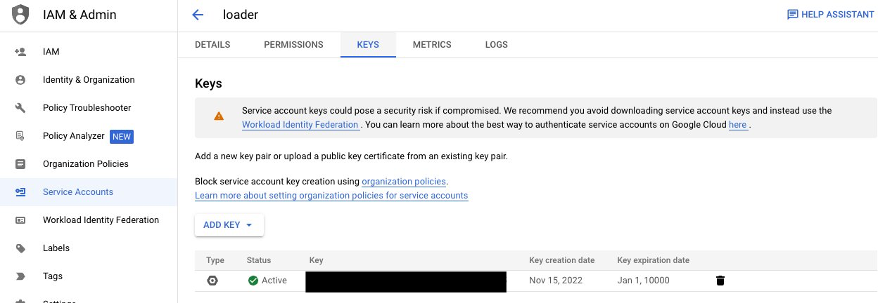 IAM & Admin
loader
HELP ASSISTANT
IAM
Identity & Organization
Policy Troubleshooter
Policy Analyzer NEW
Organization Policies
Service Accounts
Workload Identity Federation
Labels
Tags
DETAILS PERMISSIONS KEYS METRICS LOGS
Keys
Service account keys could pose a security risk if compromised. We recommend you avoid downloading service account keys and instead use the
Workload Identity Federation . You can learn more about the best way to authenticate service accounts on Google Cloud here .
Add a new key pair or upload a public key certificate from an existing key pair.
Block service account key creation using organization policies.
Learn more about setting organization policies for service accounts
ADD KEY
Type Status Key Key creation date Key expiration date
Active Nov 15, 2022 Jan 1, 10000